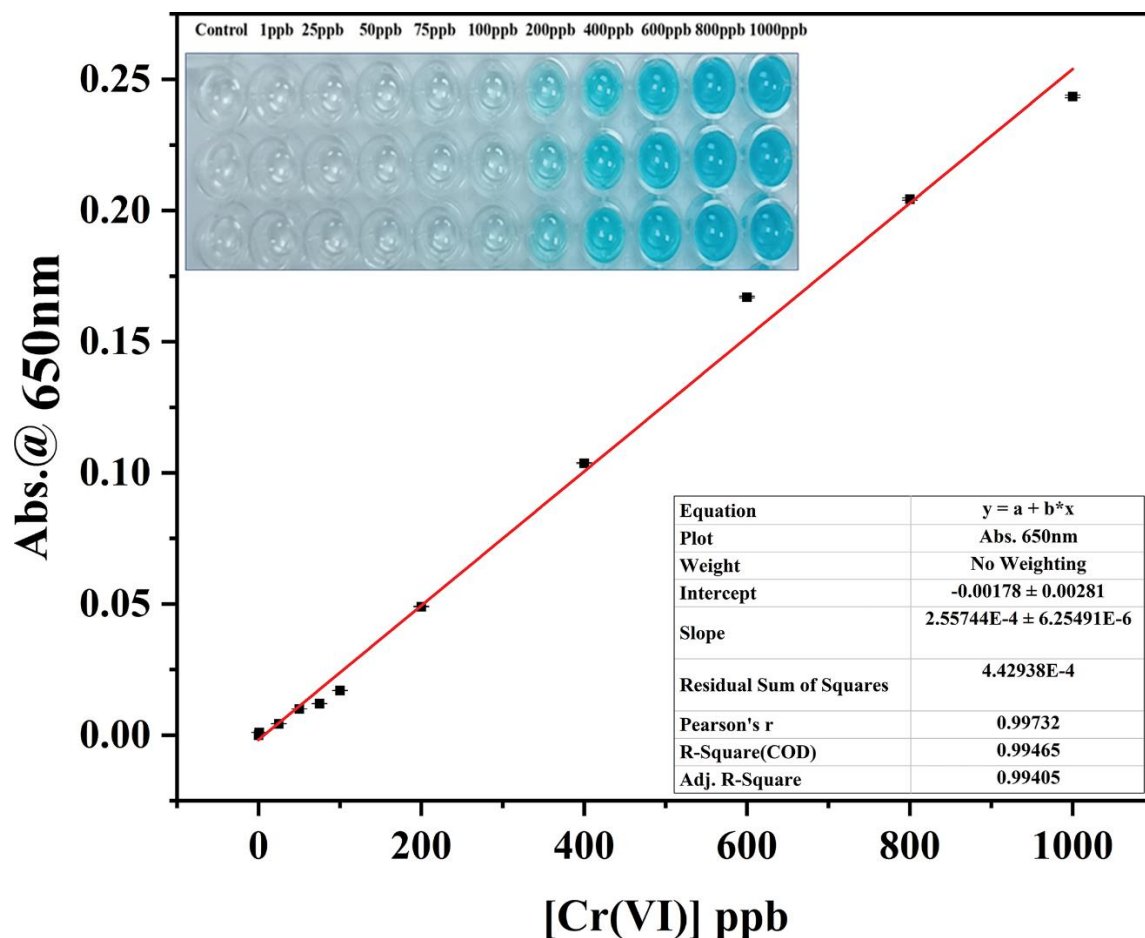 Control 1ppb 25ppb 50ppb 75ppb 100ppb 200ppb 400ppb 600ppb 800ppb 1000ppb
0.25
0.20
0.15
0.10
0.05
0.00
Abs.@ 650nm
Equation y = a + b*x
Plot Abs. 650nm
Weight No Weighting
Intercept -0.00178 ± 0.00281
Slope 2.55744E-4 ± 6.25491E-6
Residual Sum of Squares 4.42938E-4
Pearson's r 0.99732
R-Square(COD) 0.99465
Adj. R-Square 0.99405
0 200 400 600 800 1000
[Cr(VI)] ppb